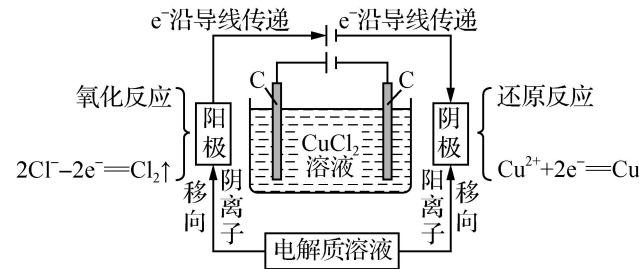 e⁻沿导线传递 e⁻沿导线传递
C C
氧化反应 阳极 还原反应 阴极
CuCl₂
溶液
2Cl⁻−2e⁻══Cl₂↑ Cu²⁺+2e⁻══Cu
移向 阴离子 阳离子 移向
电解质溶液